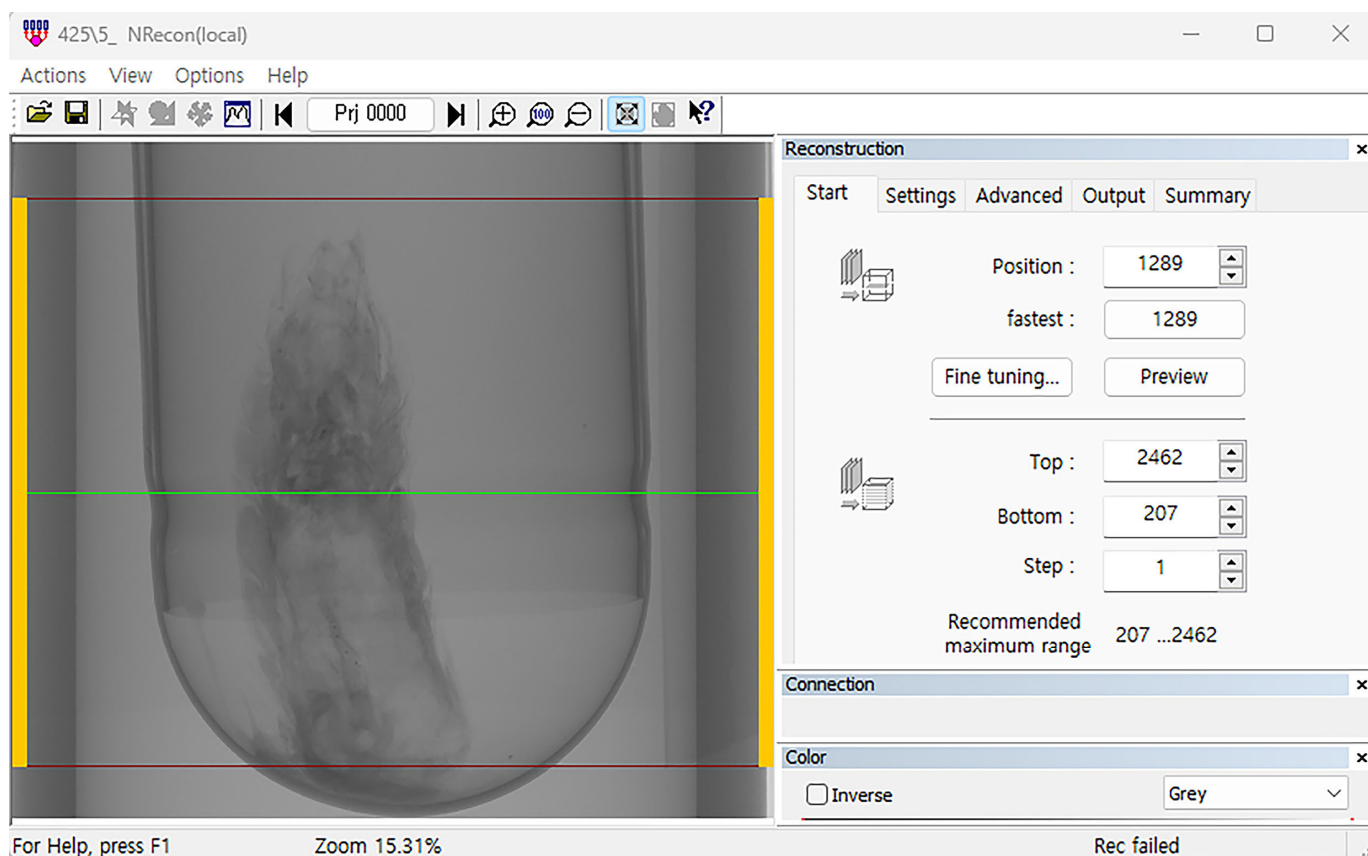 425\5_ NRecon(local)
Actions View Options Help
Prj 0000
100
Reconstruction
Start Settings Advanced Output Summary
Position : 1289
fastest : 1289
Fine tuning... Preview
Top : 2462
Bottom : 207
Step : 1
Recommended
maximum range 207 ...2462
Connection
Color
Inverse Grey
For Help, press F1 Zoom 15.31% Rec failed